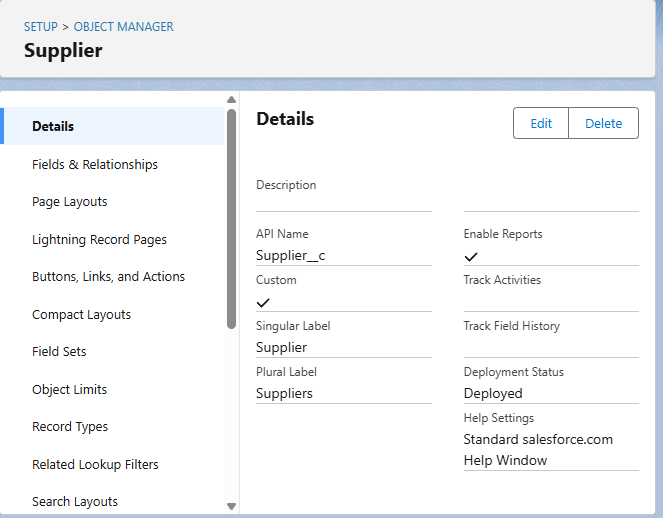 SETUP > OBJECT MANAGER
Supplier
Details
Fields & Relationships
Page Layouts
Lightning Record Pages
Buttons, Links, and Actions
Compact Layouts
Field Sets
Object Limits
Record Types
Related Lookup Filters
Search Layouts
Details
Edit
Delete
Description
API Name
Supplier__c
Custom
Singular Label
Supplier
Plural Label
Suppliers
Enable Reports
Track Activities
Track Field History
Deployment Status
Deployed
Help Settings
Standard salesforce.com
Help Window